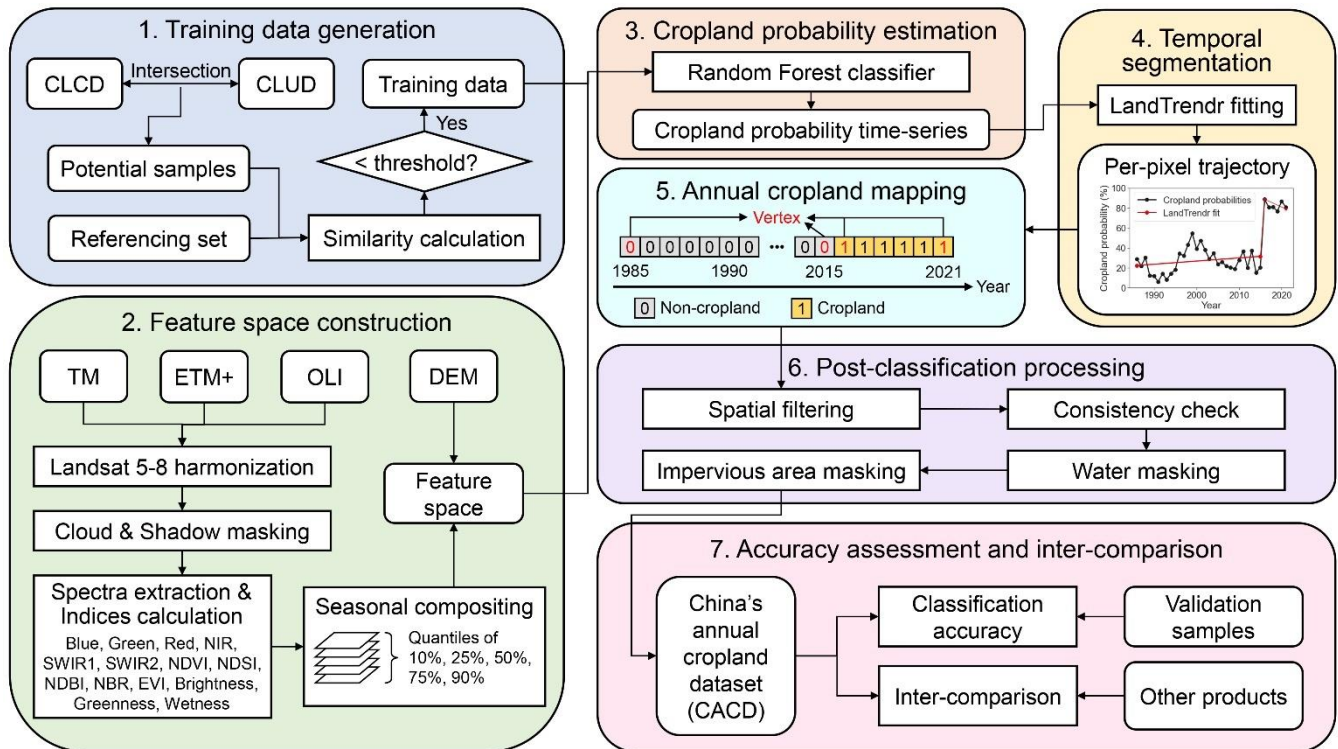 1. Training data generation
CLCD
Intersection
CLUD
Training data
Yes
< threshold?
Potential samples
Referencing set
Similarity calculation
2. Feature space construction
TM
ETM+
OLI
DEM
Landsat 5-8 harmonization
Cloud & Shadow masking
Feature
space
Spectra extraction &
Indices calculation
Blue, Green, Red, NIR,
SWIR1, SWIR2, NDVI, NDSI,
NDBI, NBR, EVI, Brightness,
Greenness, Wetness
Seasonal compositing
Quantiles of
10%, 25%, 50%,
75%, 90%
3. Cropland probability estimation
Random Forest classifier
Cropland probability time-series
4. Temporal
segmentation
LandTrendr fitting
Per-pixel trajectory
Cropland probability (%)
100
80
60
40
20
0
Cropland probabilities
LandTrendr fit
1990 2000 2010 2020
Year
5. Annual cropland mapping
Vertex
0 0 0 0 0 0 0 ••• 0 0 1 1 1 1 1 1
1985 1990 2015 2021
Year
0 Non-cropland 1 Cropland
6. Post-classification processing
Spatial filtering
Consistency check
Impervious area masking
Water masking
7. Accuracy assessment and inter-comparison
China's
annual
cropland
dataset
(CACD)
Classification
accuracy
Validation
samples
Inter-comparison
Other products